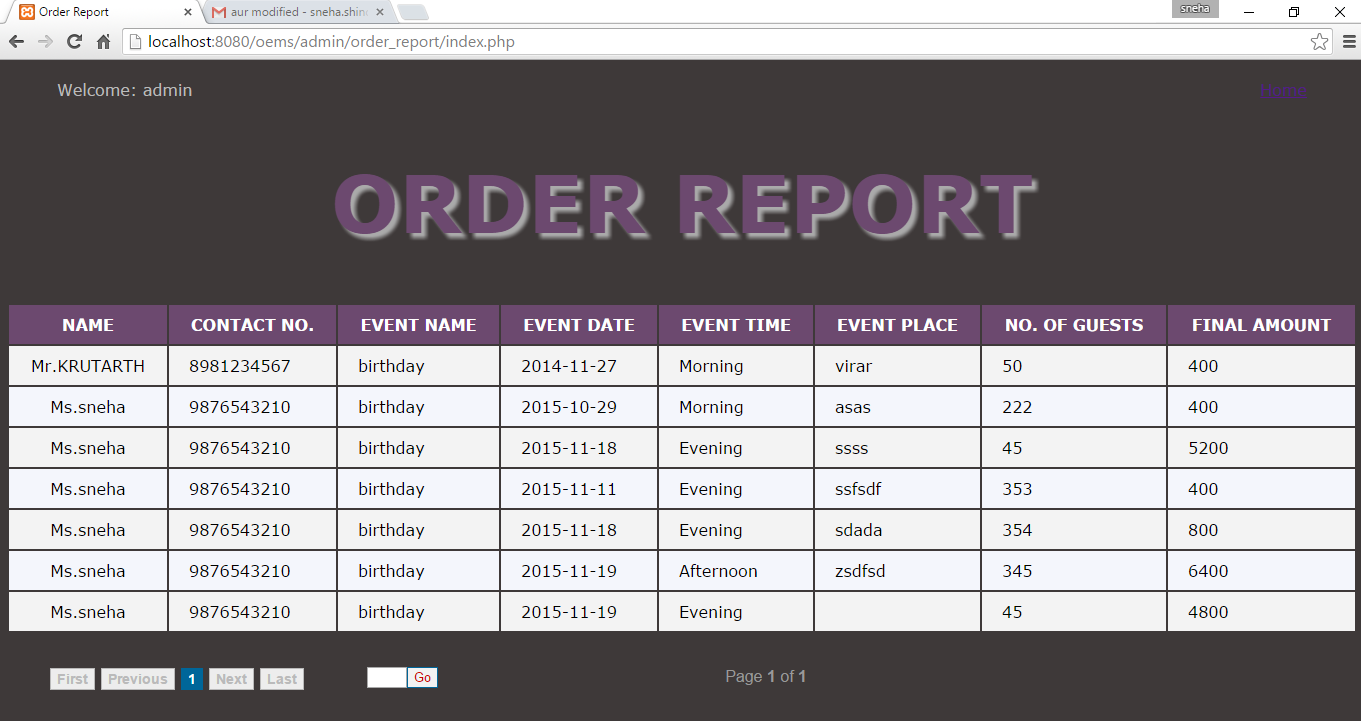 Order Report
aur modified - sneha.shin
sneha
localhost:8080/oems/admin/order_report/index.php
Welcome: admin
ORDER REPORT
NAME CONTACT NO. EVENT NAME EVENT DATE EVENT TIME EVENT PLACE NO. OF GUESTS FINAL AMOUNT
Mr.KRUTARTH 8981234567 birthday 2014-11-27 Morning virar 50 400
Ms.sneha 9876543210 birthday 2015-10-29 Morning asas 222 400
Ms.sneha 9876543210 birthday 2015-11-18 Evening ssss 45 5200
Ms.sneha 9876543210 birthday 2015-11-11 Evening ssfsdf 353 400
Ms.sneha 9876543210 birthday 2015-11-18 Evening sdada 354 800
Ms.sneha 9876543210 birthday 2015-11-19 Afternoon zsdfsd 345 6400
Ms.sneha 9876543210 birthday 2015-11-19 Evening 45 4800
First Previous 1 Next Last Go Page 1 of 1